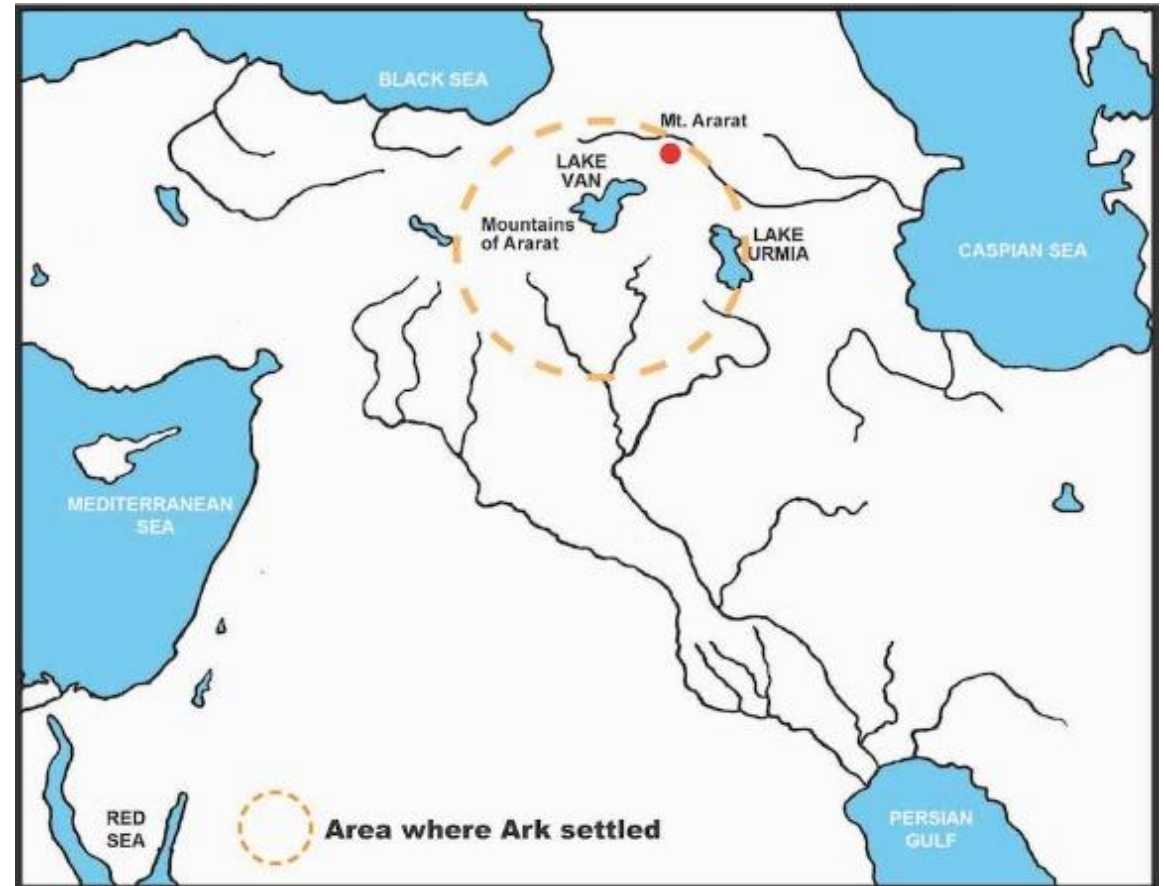 BLACK SEA
Mt. Ararat
LAKE
VAN
Mountains
of Ararat
LAKE
URMIA
CASPIAN SEA
MEDITERRANEAN
SEA
RED
SEA
Area where Ark settled
PERSIAN
GULF